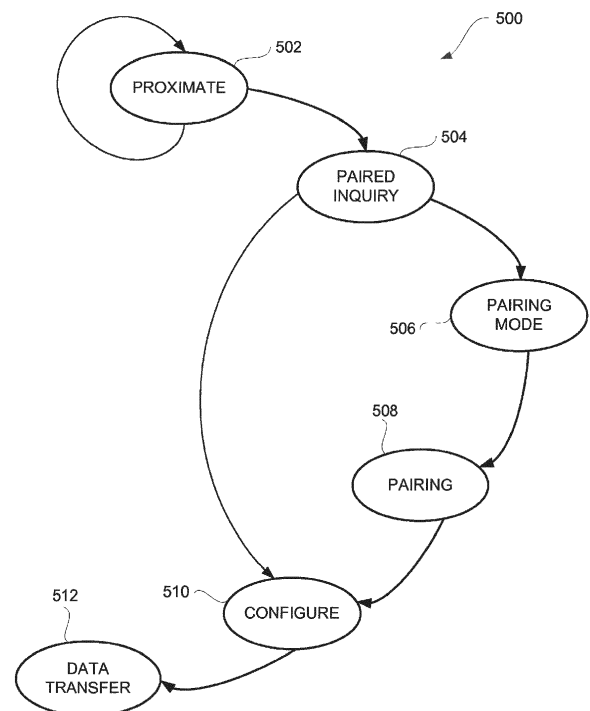 500
502
PROXIMATE
504
PAIRED
INQUIRY
PAIRING
MODE
506
508
PAIRING
510
CONFIGURE
512
DATA
TRANSFER